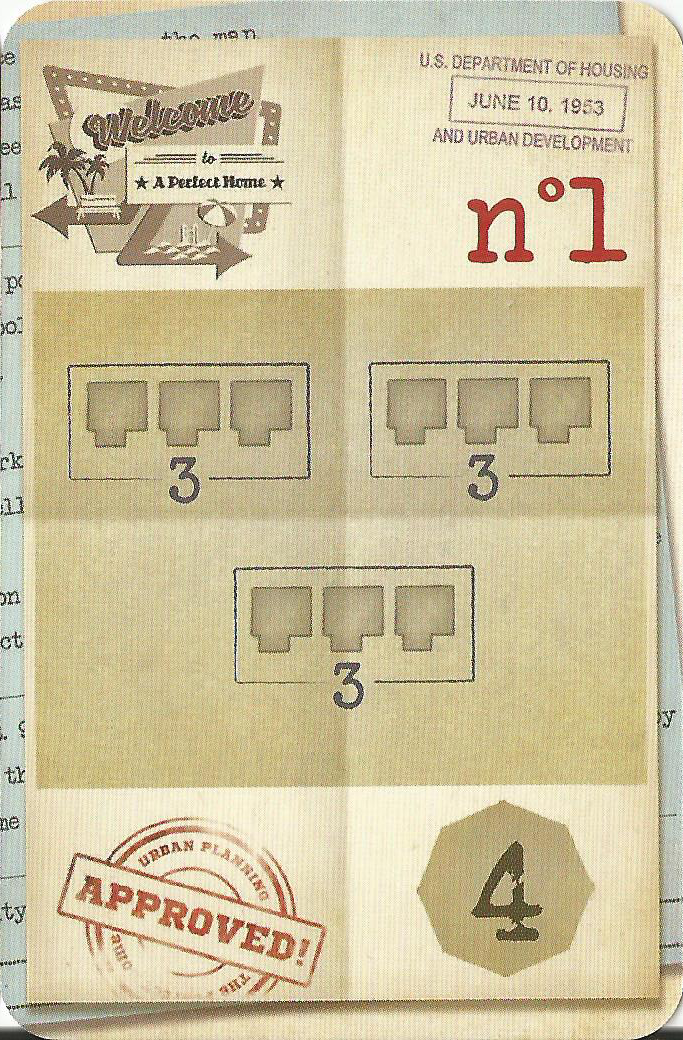 the man
Welcome
to
★ A Perfect Home ★
U.S. DEPARTMENT OF HOUSING
JUNE 10, 1953
AND URBAN DEVELOPMENT
n°1
3
3
3
URBAN PLANNING
APPROVED!
4